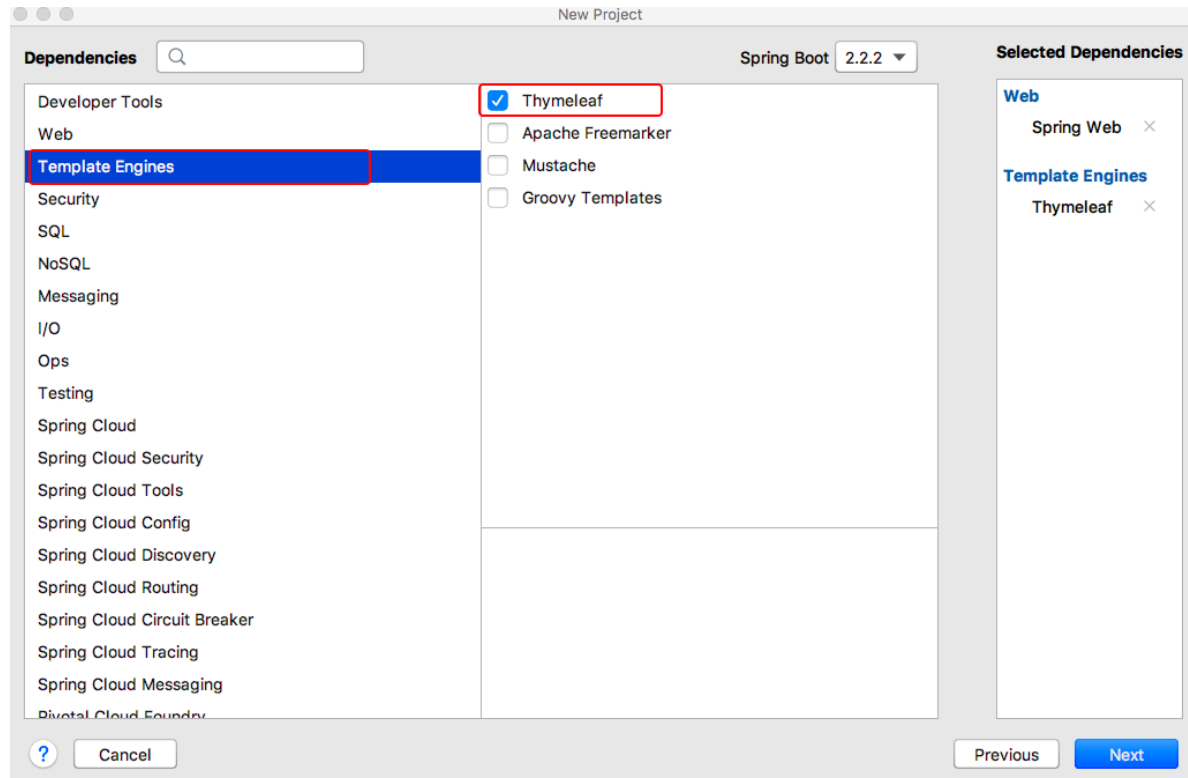 New Project
Dependencies
Spring Boot 2.2.2
Selected Dependencies
Developer Tools
Web
Template Engines
Security
SQL
NoSQL
Messaging
I/O
Ops
Testing
Spring Cloud
Spring Cloud Security
Spring Cloud Tools
Spring Cloud Config
Spring Cloud Discovery
Spring Cloud Routing
Spring Cloud Circuit Breaker
Spring Cloud Tracing
Spring Cloud Messaging
Pivotal Cloud Foundry
Thymeleaf
Apache Freemarker
Mustache
Groovy Templates
Web
Spring Web
Template Engines
Thymeleaf
?
Cancel
Previous
Next